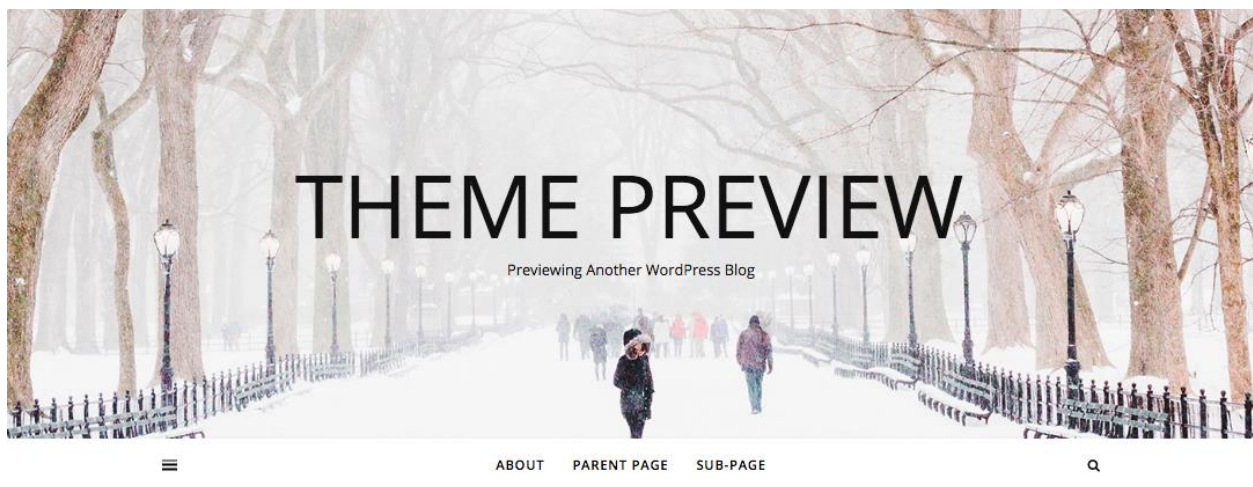 THEME PREVIEW
Previewing Another WordPress Blog
ABOUT PARENT PAGE SUB-PAGE